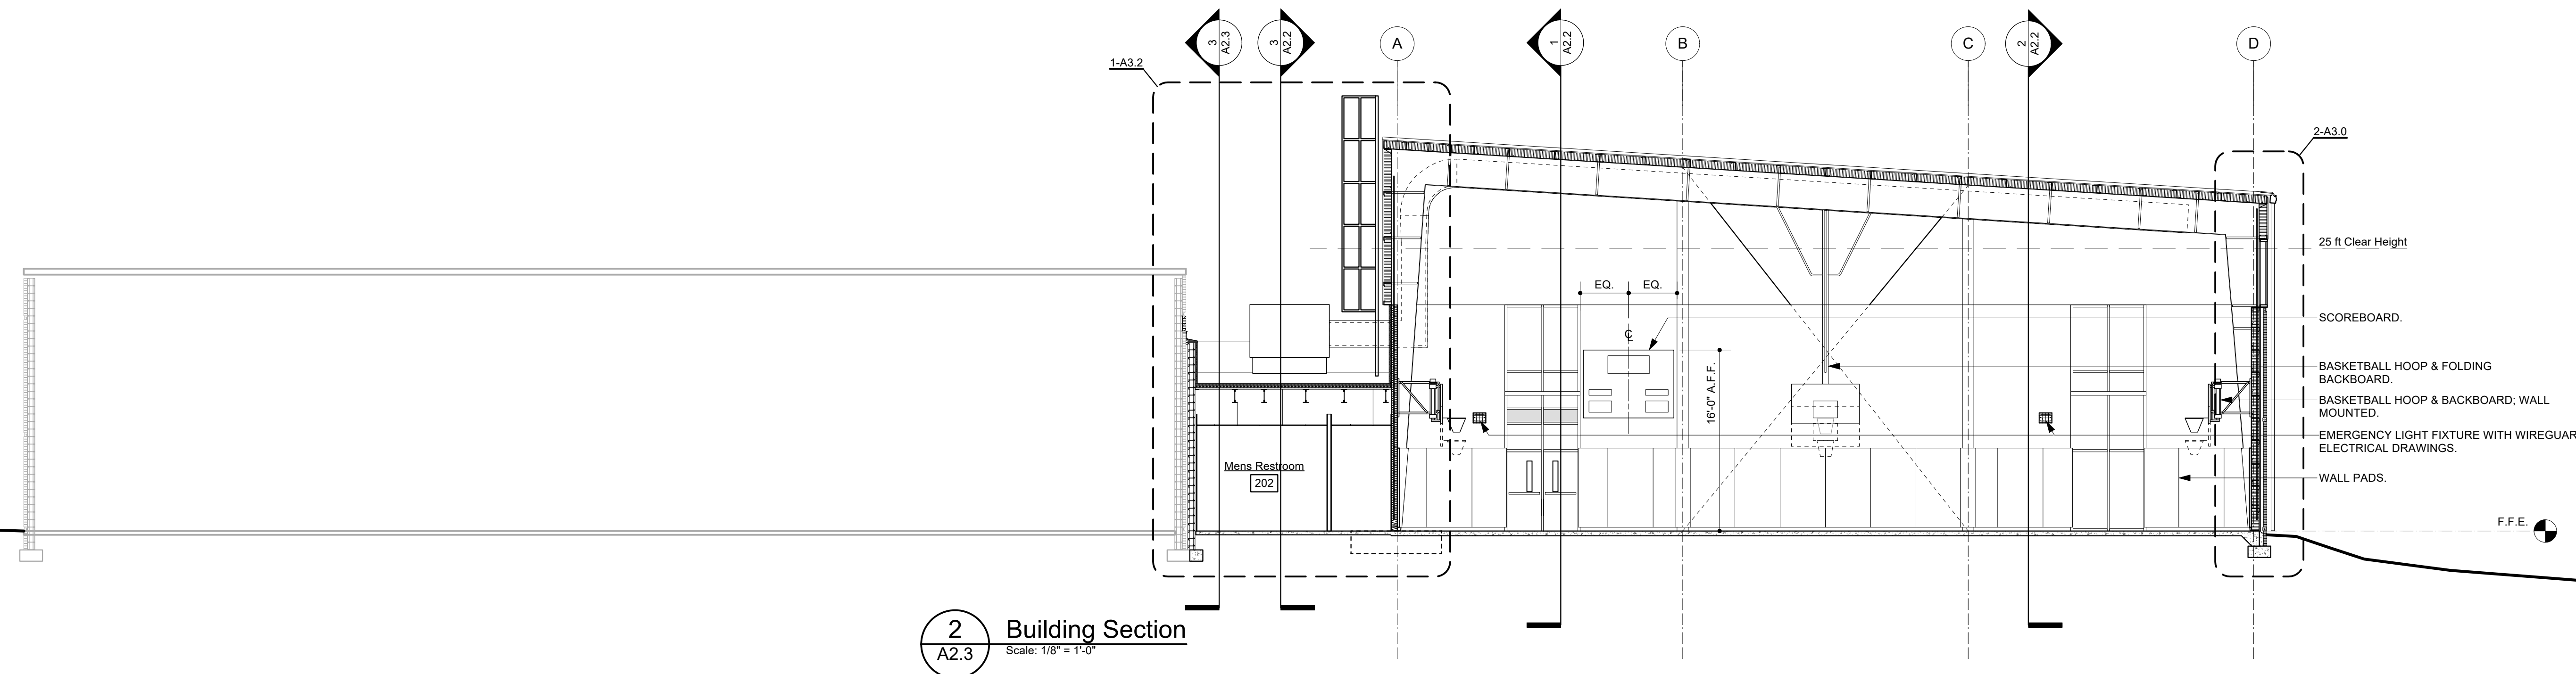 3
A2.3
3
A2.2
A
1
A2.2
B
C
2
A2.2
D
1-A3.2
2-A3.0
25 ft Clear Height
EQ.
EQ.
SCOREBOARD.
16'-0" A.F.F.
BASKETBALL HOOP & FOLDING
BACKBOARD.
BASKETBALL HOOP & BACKBOARD; WALL
MOUNTED.
EMERGENCY LIGHT FIXTURE WITH WIREGUAR
ELECTRICAL DRAWINGS.
Mens Restroom
202
WALL PADS.
F.F.E.
2
A2.3
Building Section
Scale: 1/8" = 1'-0"